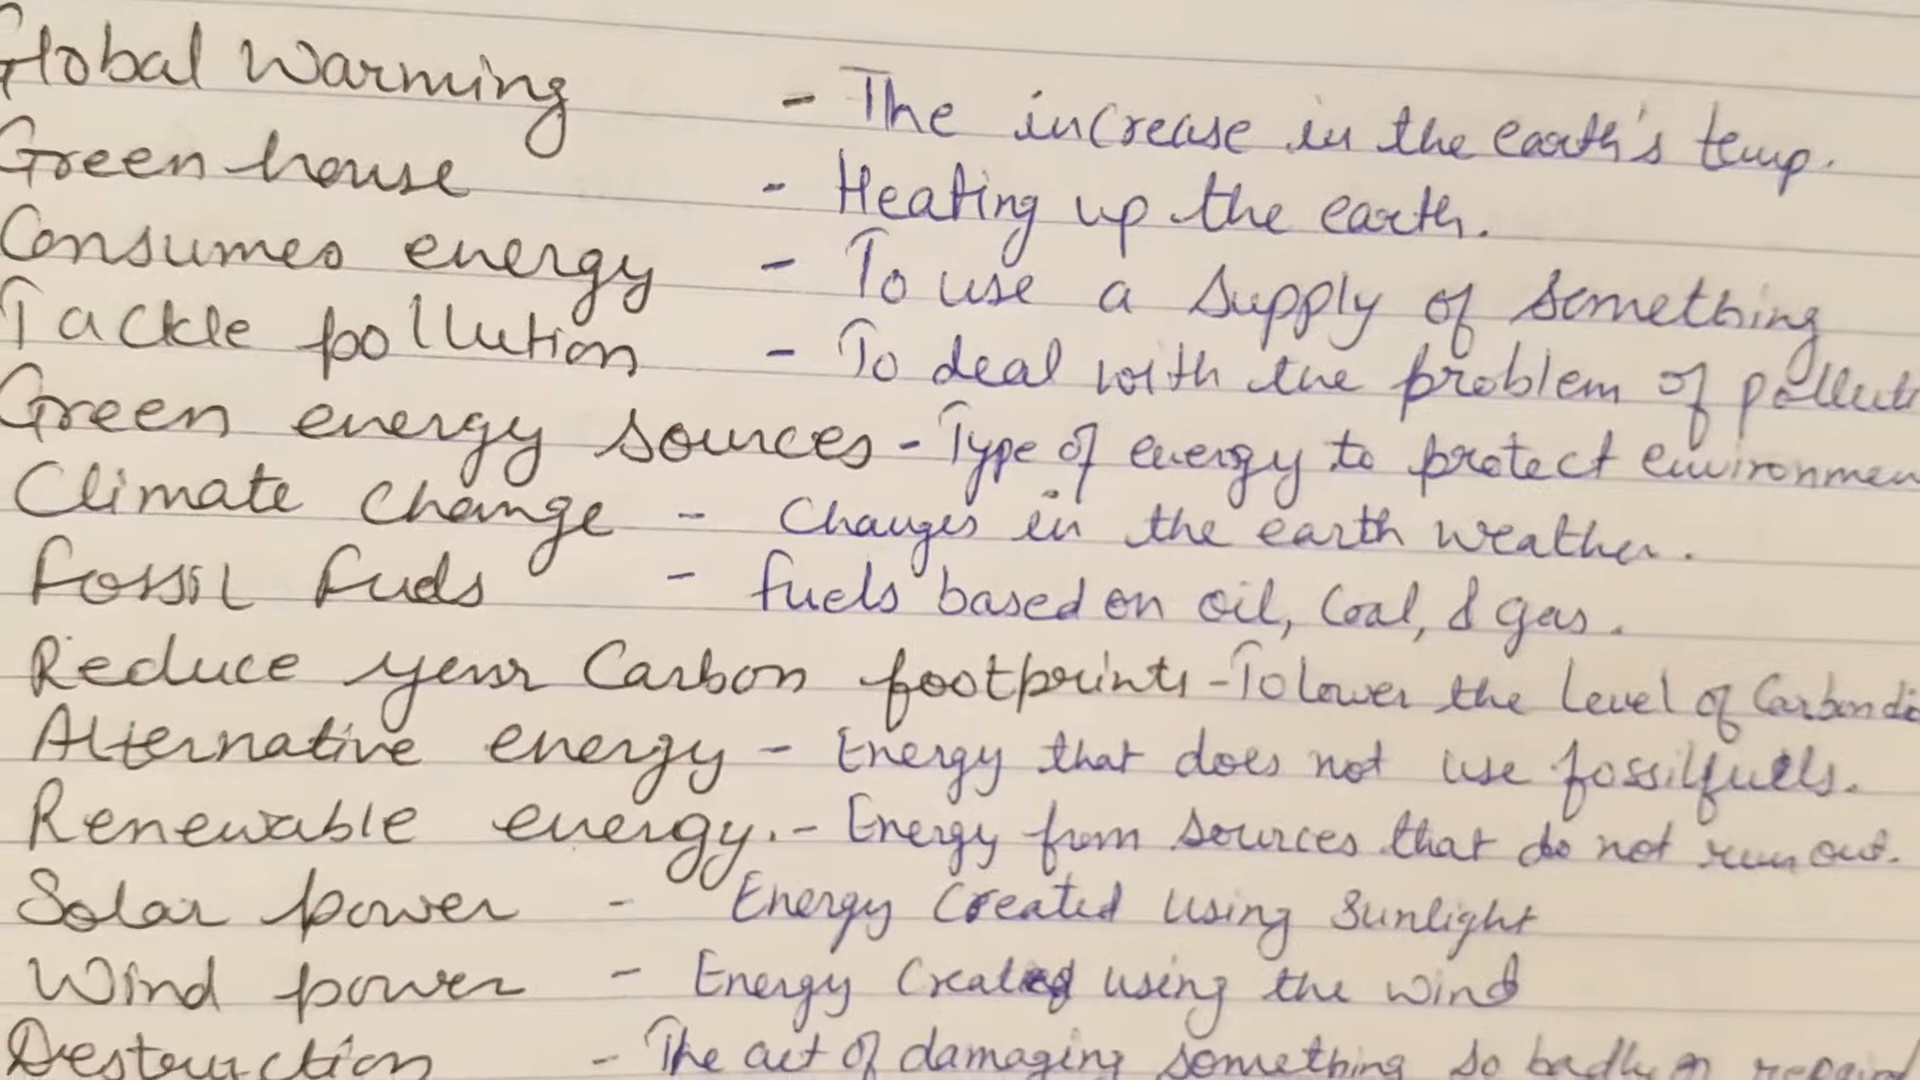 Global Warming - The increase in the earth's temp.
Green house - Heating up the earth.
Consumes energy - To use a supply of something
Tackle pollution - To deal with the problem of polluti
Green energy sources - Type of energy to protect environmen
Climate change - Changes in the earth weather.
Fossil fuels - fuels based on oil, Coal, & gas.
Reduce your Carbon footprints - To lower the level of Carbondio
Alternative energy - Energy that does not use fossilfuels.
Renewable energy. - Energy from sources that do not run out.
Solar power - Energy Created using Sunlight
Wind power - Energy Created using the wind
Destruction - The act of damaging something so badly